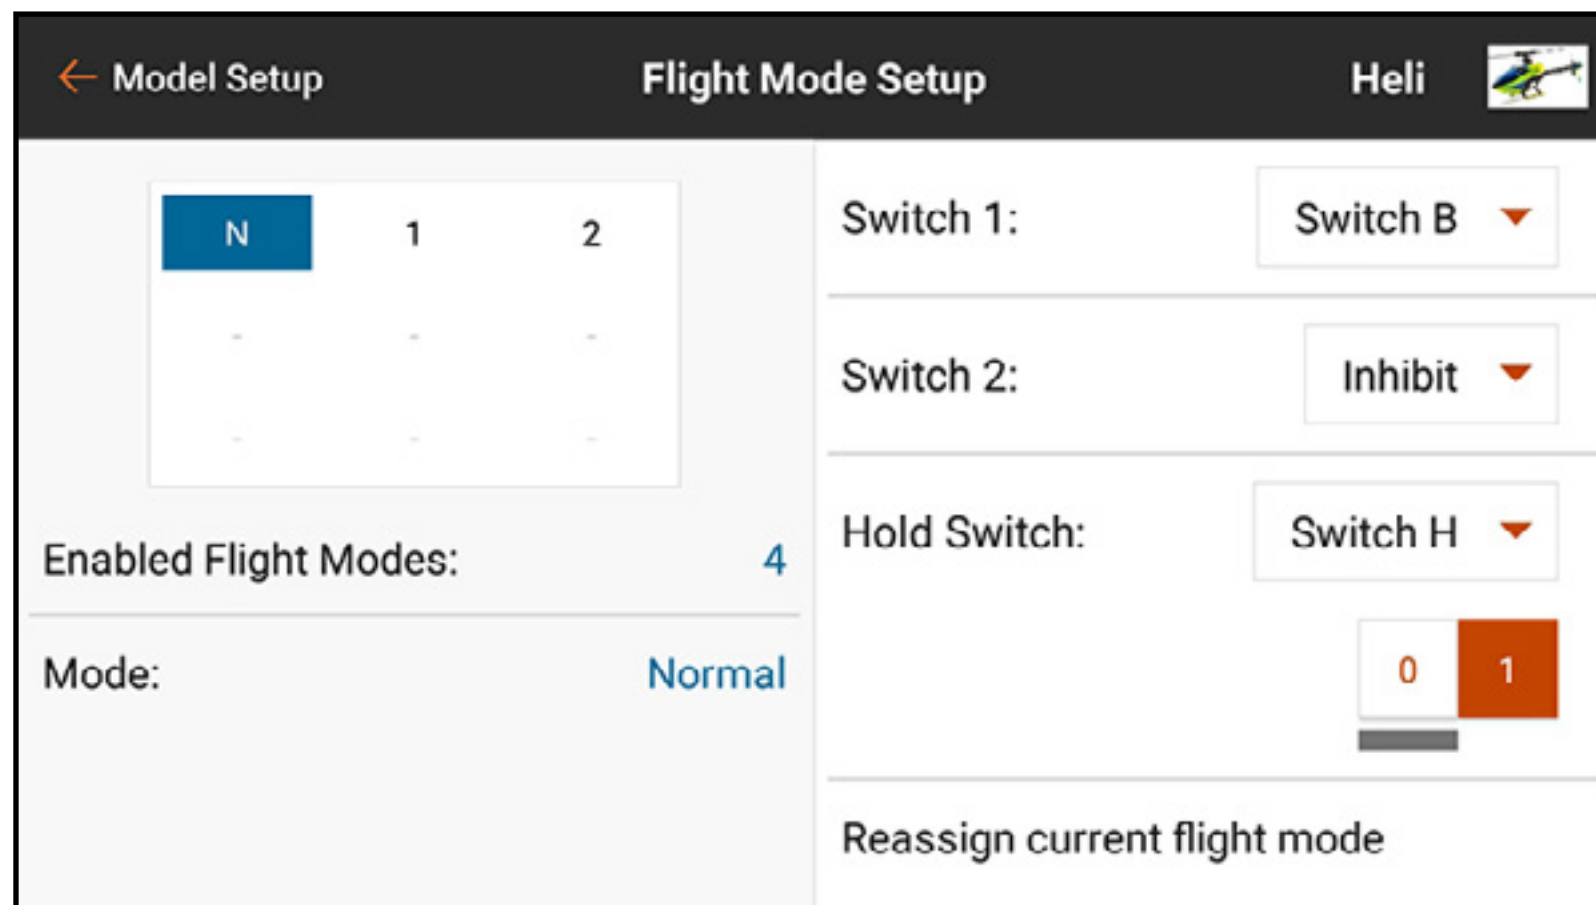 ← Model Setup
Flight Mode Setup
Heli
N 1 2
- - -
- - -
Enabled Flight Modes: 4
Mode: Normal
Switch 1: Switch B
Switch 2: Inhibit
Hold Switch: Switch H
0 1
Reassign current flight mode